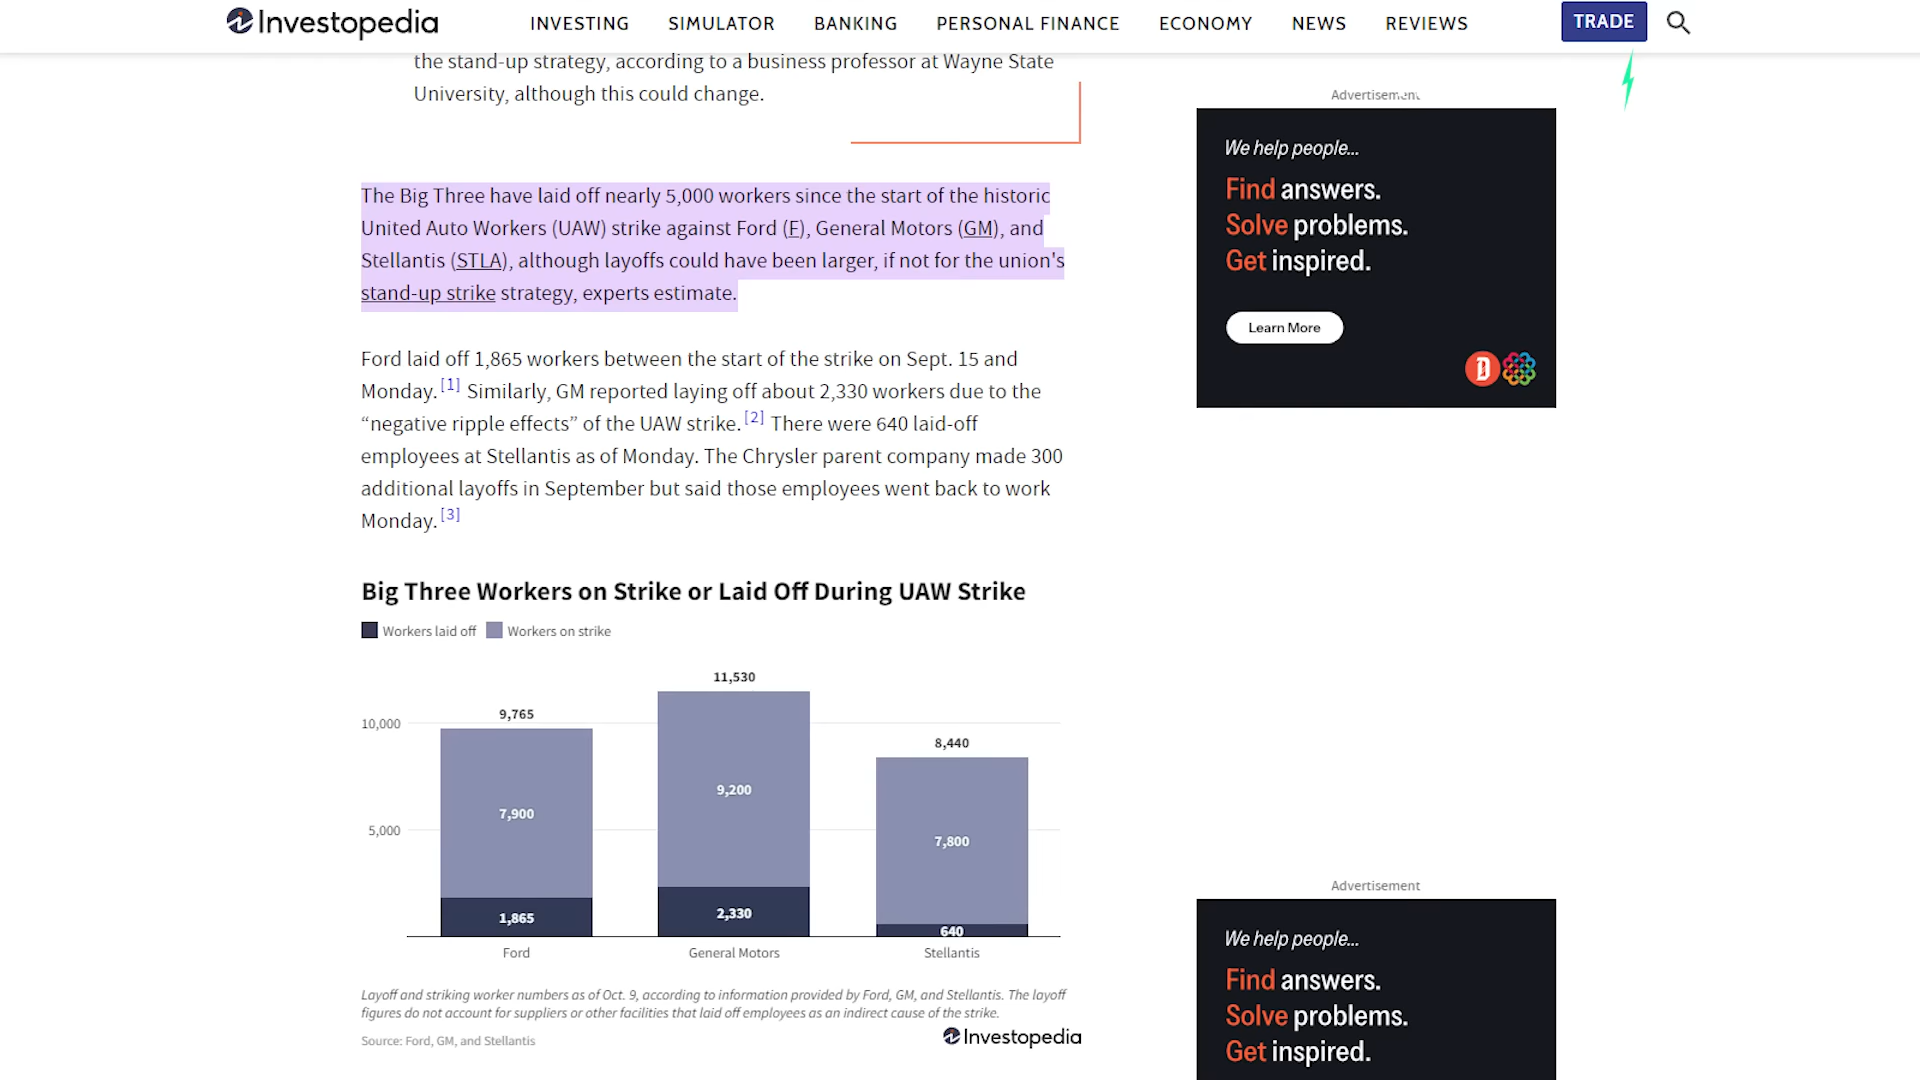 Investopedia
INVESTING SIMULATOR BANKING PERSONAL FINANCE ECONOMY NEWS REVIEWS TRADE
the stand-up strategy, according to a business professor at Wayne State
University, although this could change.
The Big Three have laid off nearly 5,000 workers since the start of the historic
United Auto Workers (UAW) strike against Ford (F), General Motors (GM), and
Stellantis (STLA), although layoffs could have been larger, if not for the union's
stand-up strike strategy, experts estimate.
Ford laid off 1,865 workers between the start of the strike on Sept. 15 and
Monday.[1] Similarly, GM reported laying off about 2,330 workers due to the
“negative ripple effects” of the UAW strike.[2] There were 640 laid-off
employees at Stellantis as of Monday. The Chrysler parent company made 300
additional layoffs in September but said those employees went back to work
Monday.[3]
Big Three Workers on Strike or Laid Off During UAW Strike
Workers laid off Workers on strike
11,530
9,765
10,000
8,440
9,200
7,900
5,000
7,800
2,330
1,865
640
Ford General Motors Stellantis
Layoff and striking worker numbers as of Oct. 9, according to information provided by Ford, GM, and Stellantis. The layoff
figures do not account for suppliers or other facilities that laid off employees as an indirect cause of the strike.
Source: Ford, GM, and Stellantis
Investopedia
Advertisement
We help people...
Find answers.
Solve problems.
Get inspired.
Learn More
D
Advertisement
We help people...
Find answers.
Solve problems.
Get inspired.